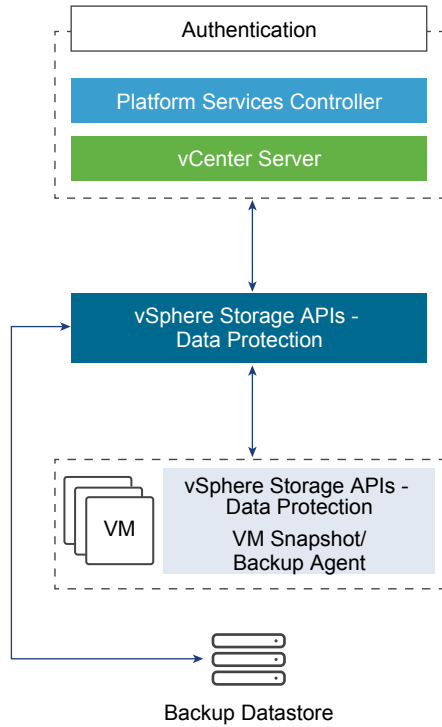 Authentication
Platform Services Controller
vCenter Server
vSphere Storage APIs -
Data Protection
vSphere Storage APIs -
Data Protection
VM
VM Snapshot/
Backup Agent
Backup Datastore